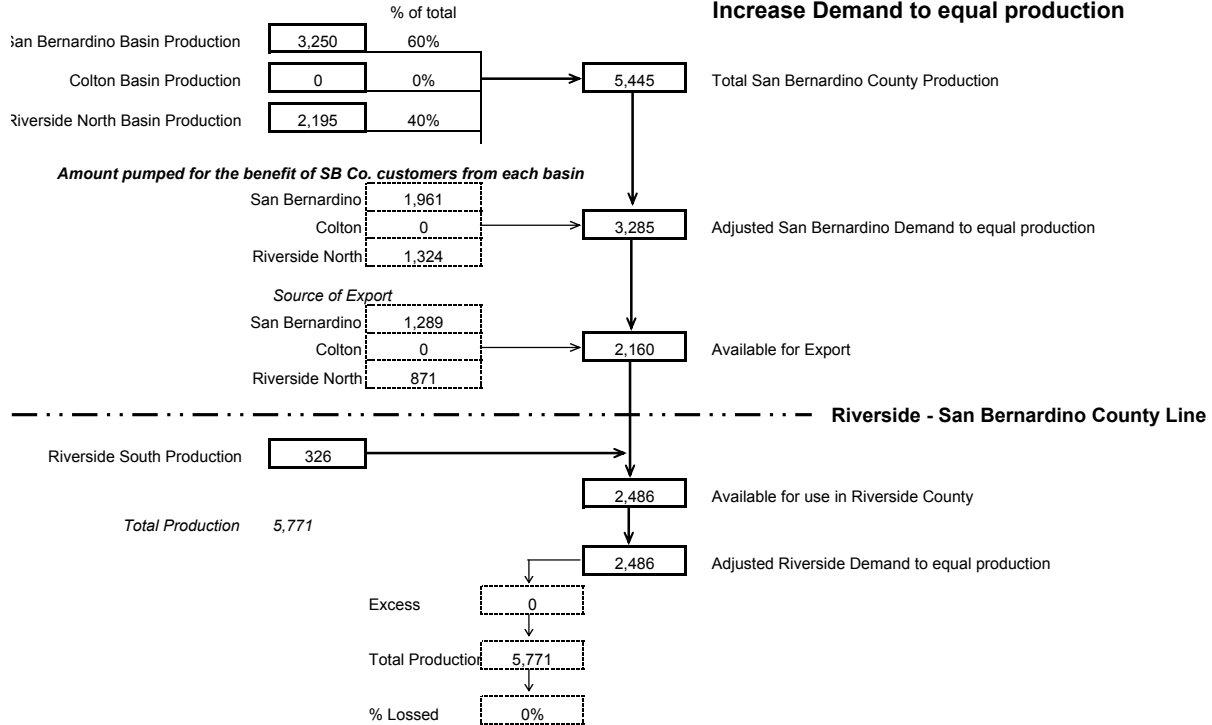 % of total
Increase Demand to equal production
San Bernardino Basin Production 3,250 60%
Colton Basin Production 0 0% 5,445 Total San Bernardino County Production
Riverside North Basin Production 2,195 40%
Amount pumped for the benefit of SB Co. customers from each basin
San Bernardino 1,961
Colton 0 3,285 Adjusted San Bernardino Demand to equal production
Riverside North 1,324
Source of Export
San Bernardino 1,289
Colton 0 2,160 Available for Export
Riverside North 871
Riverside - San Bernardino County Line
Riverside South Production 326
2,486 Available for use in Riverside County
Total Production 5,771
2,486 Adjusted Riverside Demand to equal production
Excess 0
Total Production 5,771
% Lossed 0%